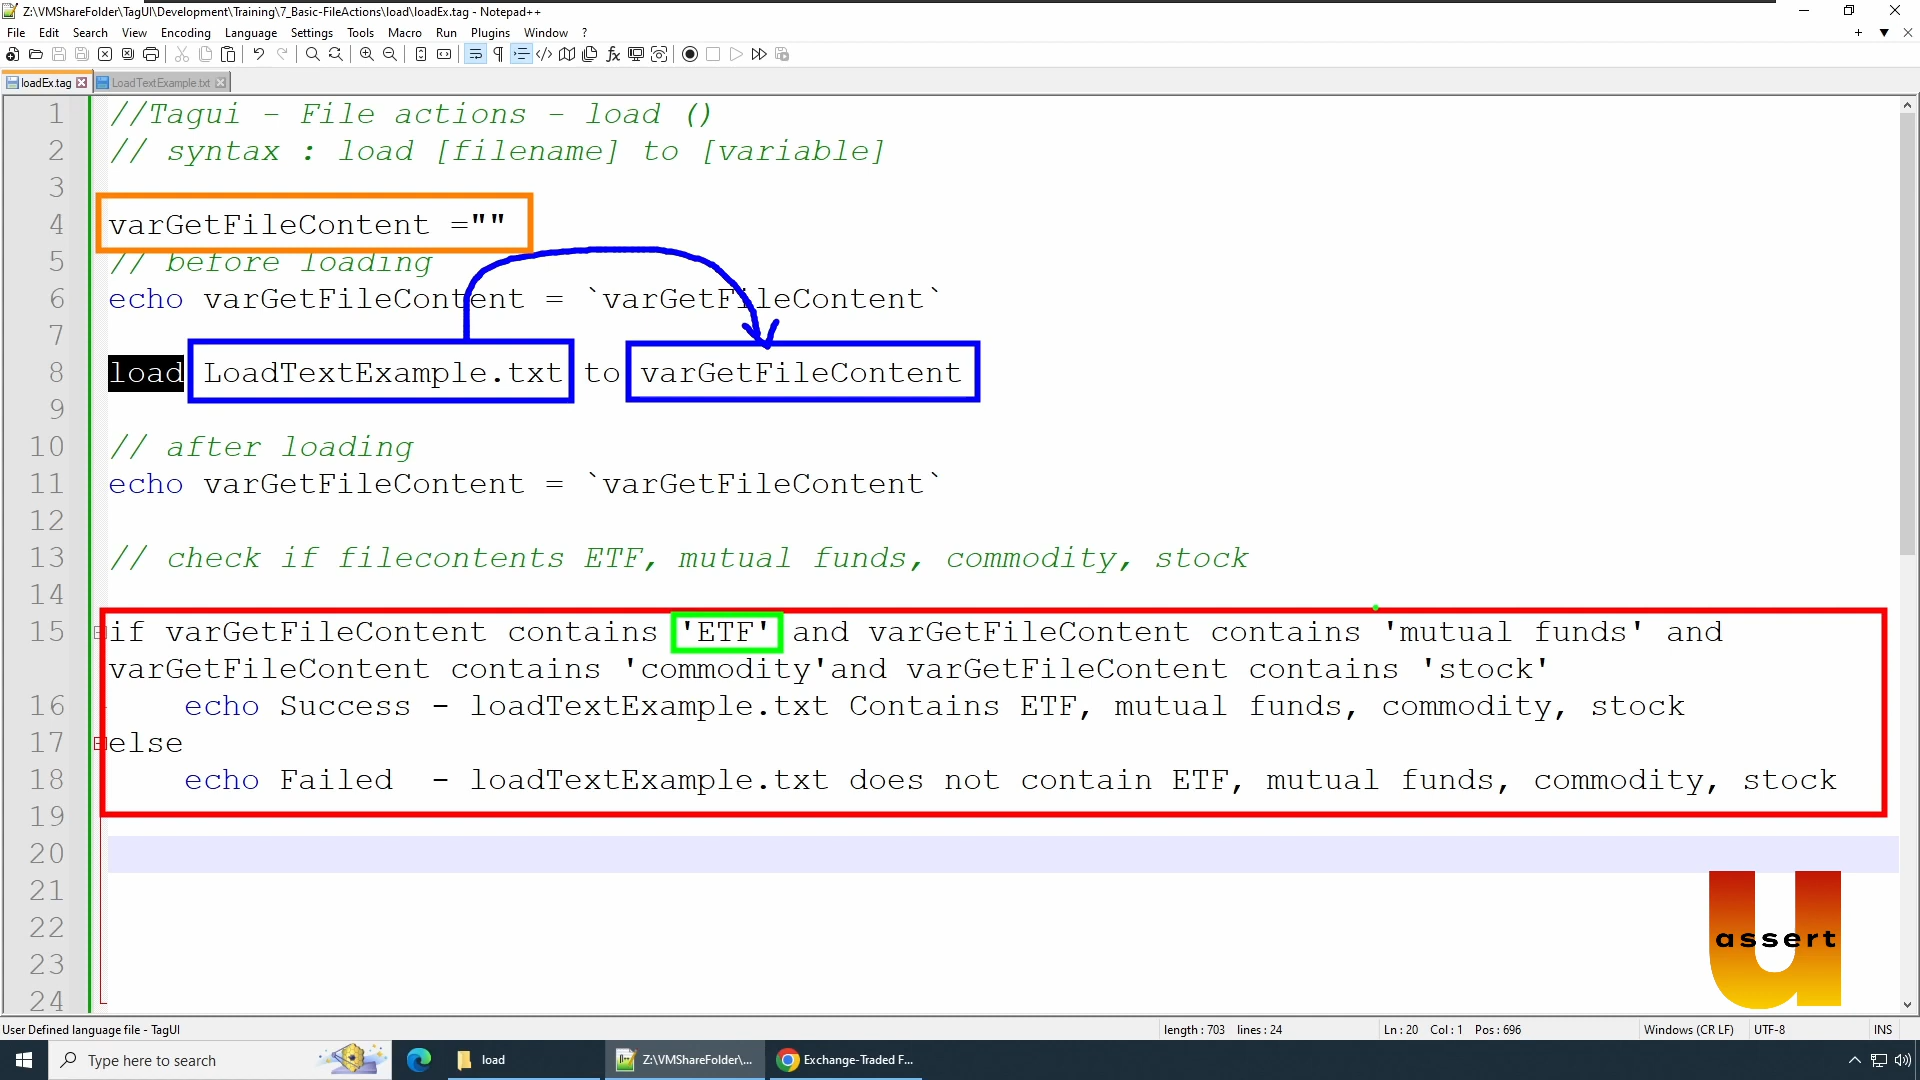 Z:\VMShareFolder\TagUI\Development\Training\7_Basic-FileActions\load\loadEx.tag - Notepad++
File Edit Search View Encoding Language Settings Tools Macro Run Plugins Window ?
loadEx.tag LoadTextExample.txt
1 //Tagui - File actions - load ()
2 // syntax : load [filename] to [variable]
3
4 varGetFileContent =""
5 // before loading
6 echo varGetFileContent = `varGetFileContent`
7
8 load LoadTextExample.txt to varGetFileContent
9
10 // after loading
11 echo varGetFileContent = `varGetFileContent`
12
13 // check if filecontents ETF, mutual funds, commodity, stock
14
15 if varGetFileContent contains 'ETF' and varGetFileContent contains 'mutual funds' and
varGetFileContent contains 'commodity'and varGetFileContent contains 'stock'
16 echo Success - loadTextExample.txt Contains ETF, mutual funds, commodity, stock
17 else
18 echo Failed - loadTextExample.txt does not contain ETF, mutual funds, commodity, stock
19
20
21
22
23
24
u
assert
User Defined language file - TagUI length : 703 lines : 24 Ln : 20 Col : 1 Pos : 696 Windows (CR LF) UTF-8 INS
Type here to search load Z:\VMShareFolder\... Exchange-Traded F...